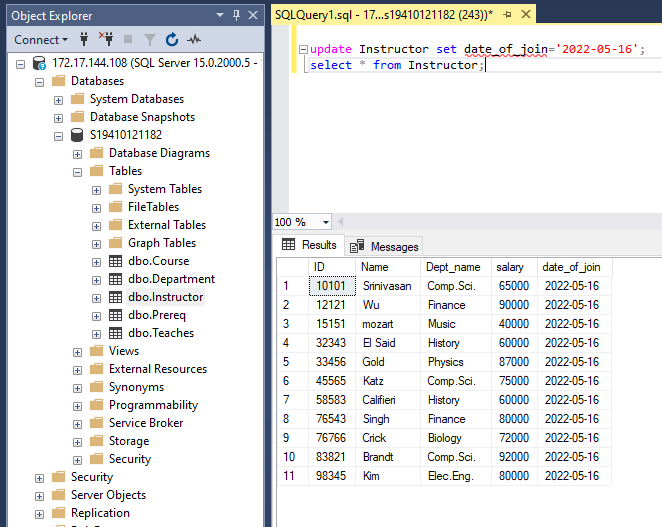 Object Explorer
Connect
172.17.144.108 (SQL Server 15.0.2000.5 -
Databases
System Databases
Database Snapshots
S19410121182
Database Diagrams
Tables
System Tables
FileTables
External Tables
Graph Tables
dbo.Course
dbo.Department
dbo.Instructor
dbo.Prereq
dbo.Teaches
Views
External Resources
Synonyms
Programmability
Service Broker
Storage
Security
Security
Server Objects
Replication
SQLQuery1.sql - 17...s19410121182 (243))*
update Instructor set date_of_join='2022-05-16';
select * from Instructor;
100 %
Results Messages
ID Name Dept_name salary date_of_join
1 10101 Srinivasan Comp.Sci. 65000 2022-05-16
2 12121 Wu Finance 90000 2022-05-16
3 15151 mozart Music 40000 2022-05-16
4 32343 El Said History 60000 2022-05-16
5 33456 Gold Physics 87000 2022-05-16
6 45565 Katz Comp.Sci. 75000 2022-05-16
7 58583 Califieri History 60000 2022-05-16
8 76543 Singh Finance 80000 2022-05-16
9 76766 Crick Biology 72000 2022-05-16
10 83821 Brandt Comp.Sci. 92000 2022-05-16
11 98345 Kim Elec.Eng. 80000 2022-05-16